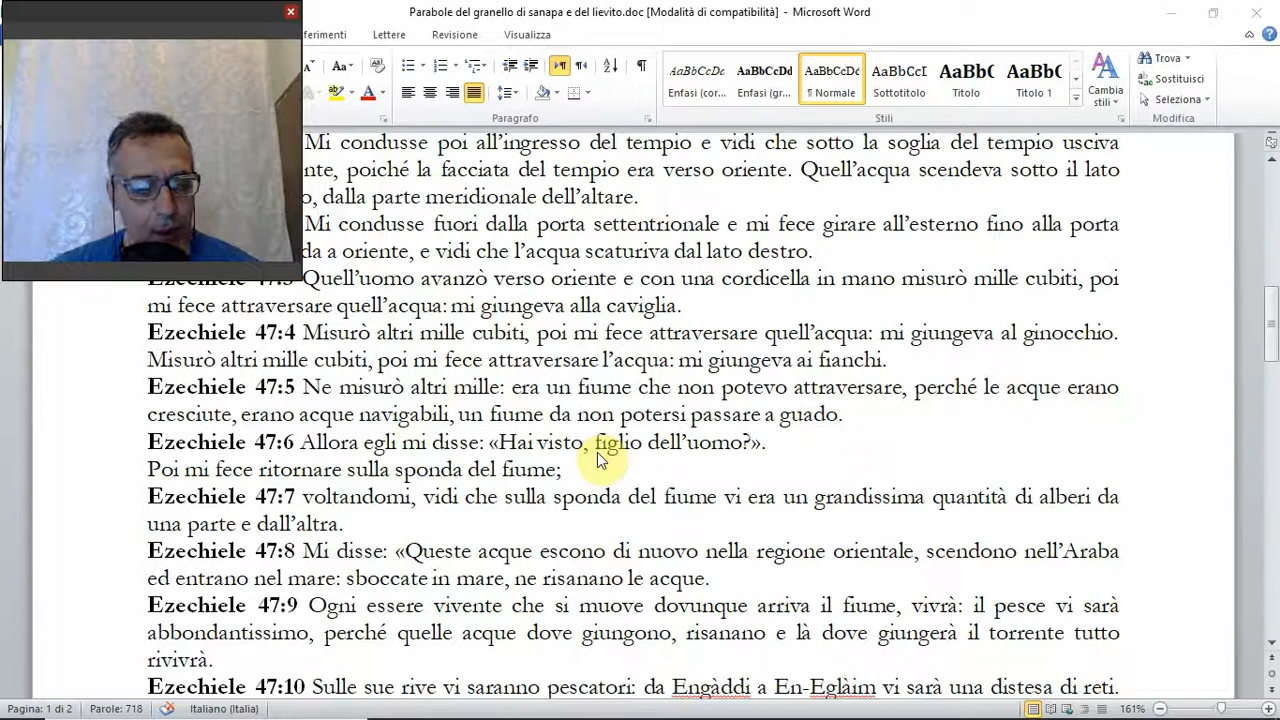 Parabole del granello di sanapa e del lievito.doc [Modalità di compatibilità] - Microsoft Word
Lettere Revisione Visualizza
Aa
AaBbCcDc AaBbCcDd AaBbCcDd AaBbCcI AaBb( AaBbC Trova
Sostituisci
Enfasi (cor... Enfasi (gr... ¶ Normale Sottotitolo Titolo Titolo 1 Cambia stili Seleziona
Paragrafo Stili Modifica
Mi condusse poi all’ingresso del tempio e vidi che sotto la soglia del tempio usciva
nte, poiché la facciata del tempio era verso oriente. Quell’acqua scendeva sotto il lato
o, dalla parte meridionale dell’altare.
Mi condusse fuori dalla porta settentrionale e mi fece girare all’esterno fino alla porta
da a oriente, e vidi che l’acqua scaturiva dal lato destro.
Quell’uomo avanzò verso oriente e con una cordicella in mano misurò mille cubiti, poi
mi fece attraversare quell’acqua: mi giungeva alla caviglia.
Ezechiele 47:4 Misurò altri mille cubiti, poi mi fece attraversare quell’acqua: mi giungeva al ginocchio.
Misurò altri mille cubiti, poi mi fece attraversare l’acqua: mi giungeva ai fianchi.
Ezechiele 47:5 Ne misurò altri mille: era un fiume che non potevo attraversare, perché le acque erano
cresciute, erano acque navigabili, un fiume da non potersi passare a guado.
Ezechiele 47:6 Allora egli mi disse: «Hai visto, figlio dell’uomo?».
Poi mi fece ritornare sulla sponda del fiume;
Ezechiele 47:7 voltandomi, vidi che sulla sponda del fiume vi era un grandissima quantità di alberi da
una parte e dall’altra.
Ezechiele 47:8 Mi disse: «Queste acque escono di nuovo nella regione orientale, scendono nell’Araba
ed entrano nel mare: sboccate in mare, ne risanano le acque.
Ezechiele 47:9 Ogni essere vivente che si muove dovunque arriva il fiume, vivrà: il pesce vi sarà
abbondantissimo, perché quelle acque dove giungono, risanano e là dove giungerà il torrente tutto
rivivrà.
Ezechiele 47:10 Sulle sue rive vi saranno pescatori: da Engàddi a En-Eglàim vi sarà una distesa di reti.
Pagina: 1 di 2 Parole: 718 Italiano (Italia) 161%